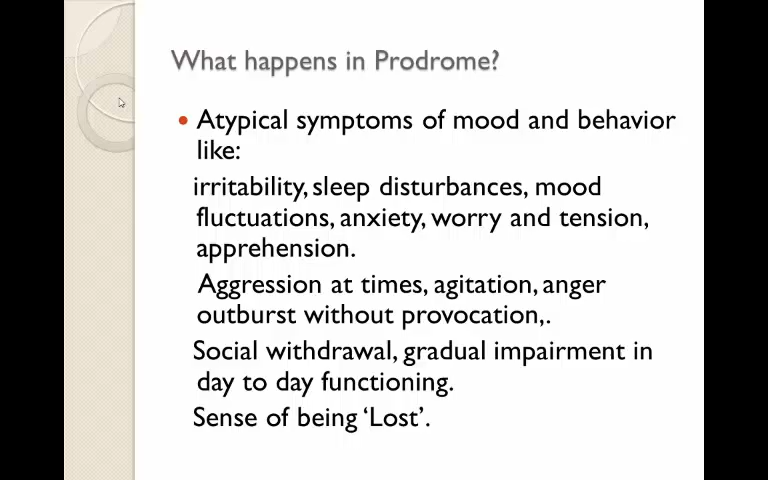 What happens in Prodrome?
• Atypical symptoms of mood and behavior
like:
irritability, sleep disturbances, mood
fluctuations, anxiety, worry and tension,
apprehension.
Aggression at times, agitation, anger
outburst without provocation,.
Social withdrawal, gradual impairment in
day to day functioning.
Sense of being ‘Lost’.